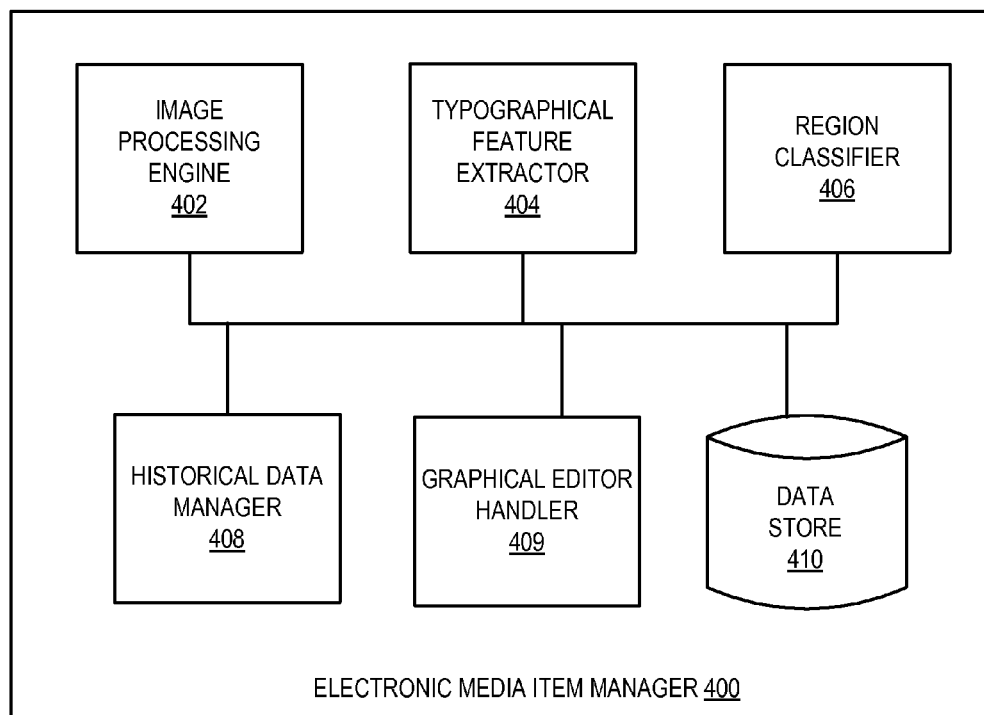 IMAGE
PROCESSING
ENGINE
402
TYPOGRAPHICAL
FEATURE
EXTRACTOR
404
REGION
CLASSIFIER
406
HISTORICAL DATA
MANAGER
408
GRAPHICAL EDITOR
HANDLER
409
DATA
STORE
410
ELECTRONIC MEDIA ITEM MANAGER 400